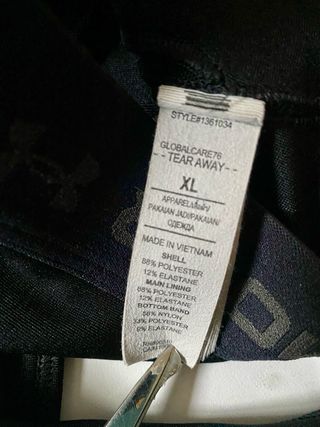 STYLE#1361034
GLOBALCARE76
--TEAR AWAY--
XL
PAKAIAN JADI/PAKAIAN/
ОДЕЖДА
MADE IN VIETNAM
SHELL
88% POLYESTER
12% ELASTANE
MAIN LINING
88% POLYESTER
12% ELASTANE
BOTTOM BAND
58% NYLON
33% POLYESTER
9% ELASTANE